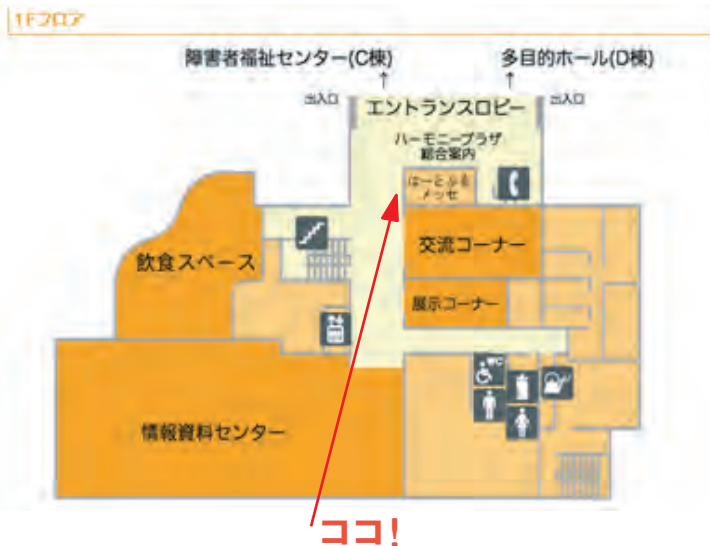 1Fフロア
障害者福祉センター(C棟)
多目的ホール(D棟)
↑
↑
出入口
エントランスロビー
出入口
ハーモニープラザ
総合案内
はーとふる
メッセ
交流コーナー
飲食スペース
展示コーナー
WC
情報資料センター
ココ!